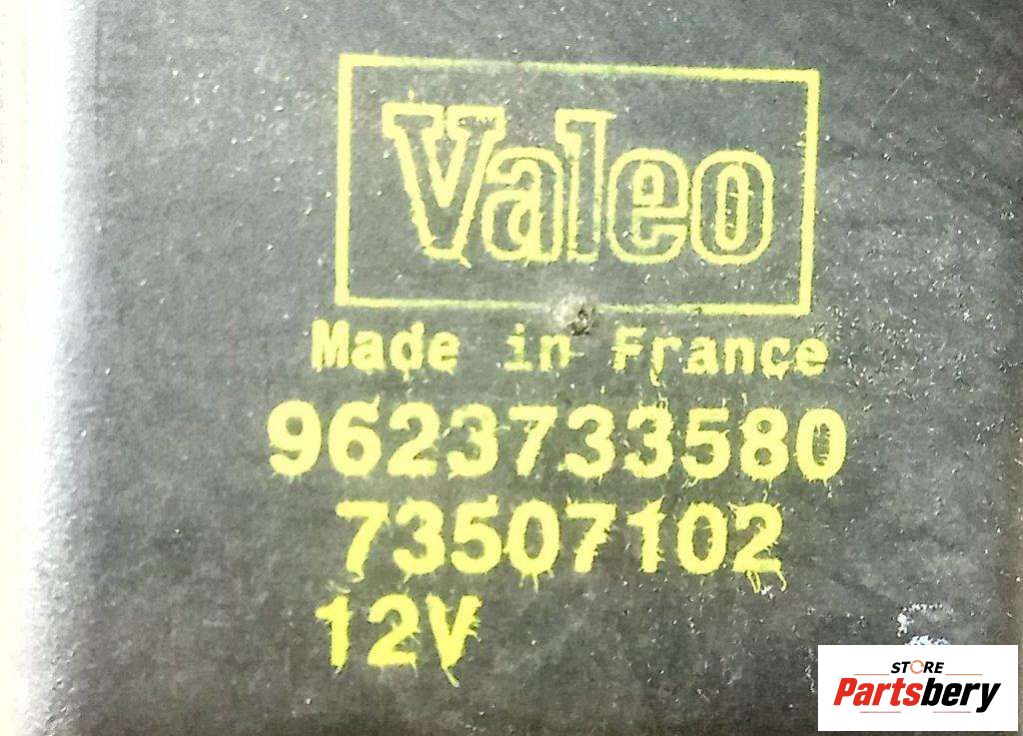 Valeo
Made in France
9623733580
73507102
12V
STORE
Partsbery